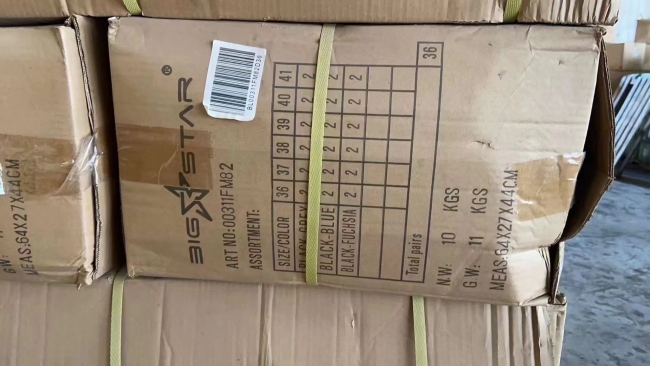 BIG STAR®
BU00311FM82D36
ART NO:00311FM82
ASSORTMENT:
SIZE/COLOR 36 37 38 39 40 41
BLACK-GREY 2 2 2 2 2 2
BLACK-BLUE 2 2 2 2 2 2
BLACK-FUCHSIA 2 2 2 2 2 2
Total pairs 36
N.W: 10 KGS
G W: 11 KGS
MEAS:64X27X44CM
G W:
MEAS:64X27X44CM